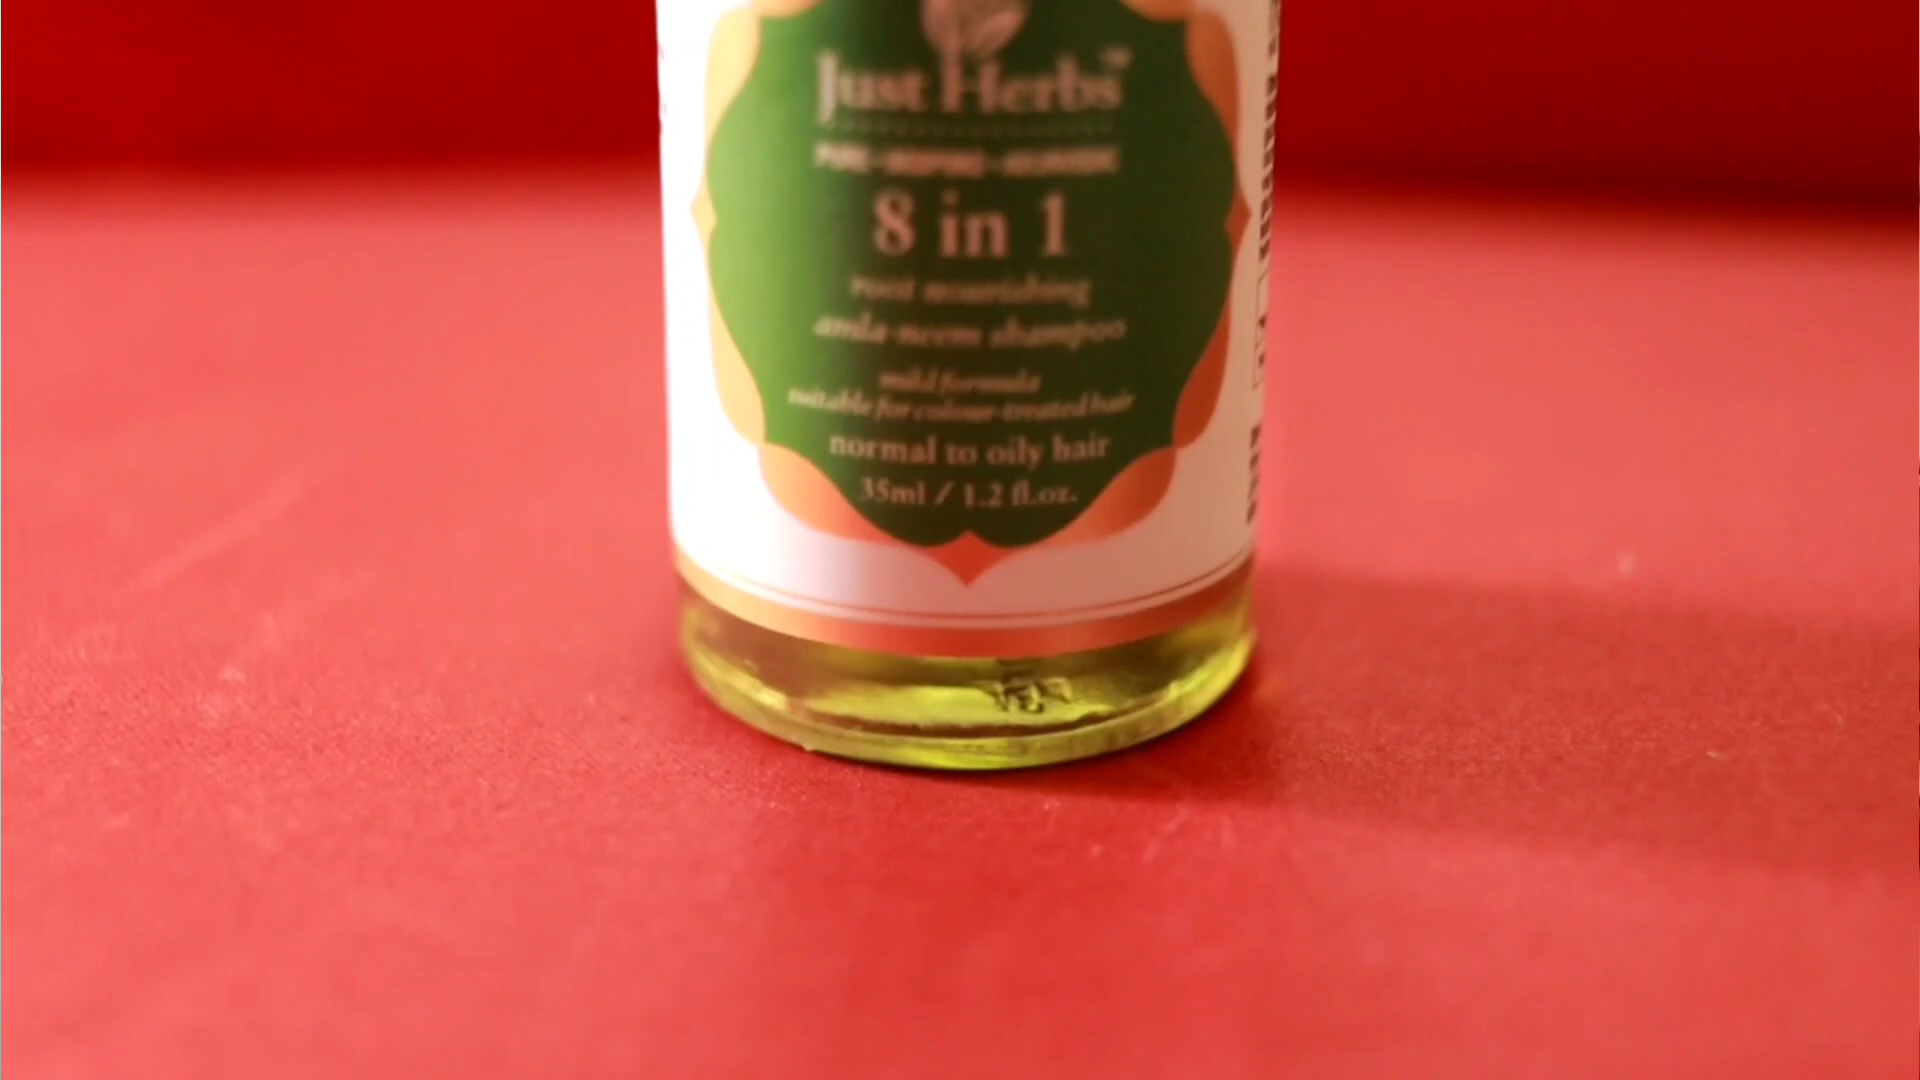 Just Herbs™
8 in 1
root nourishing
amla-neem shampoo
mild formula
suitable for colour-treated hair
normal to oily hair
35ml / 1.2 fl.oz.